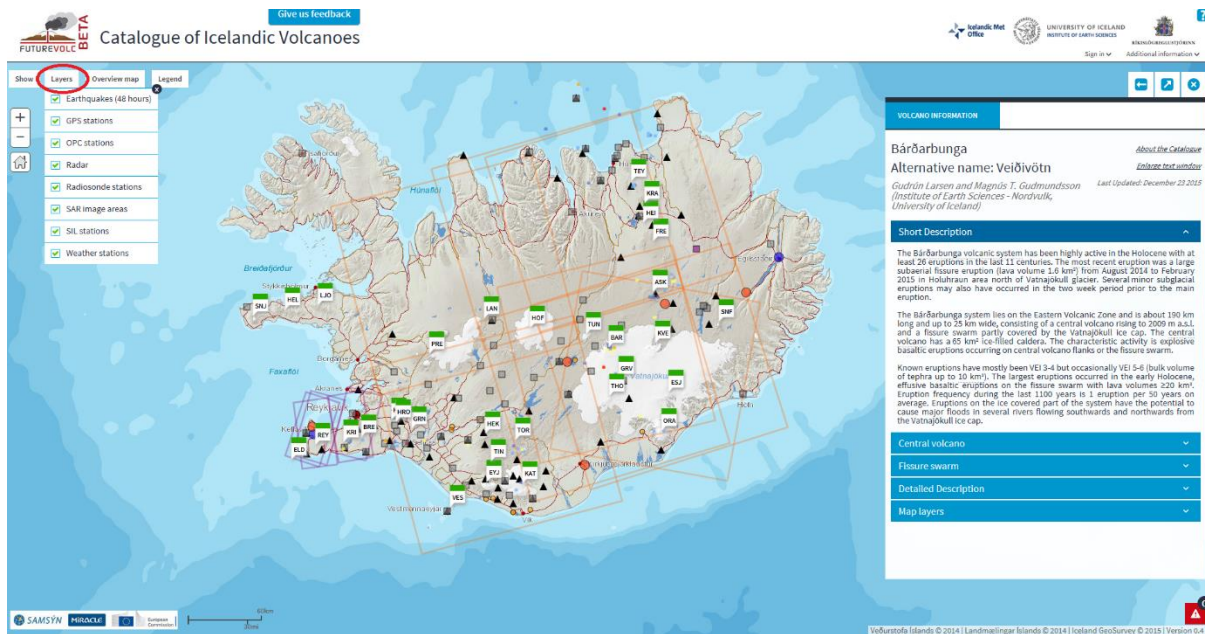 Give us feedback
FUTUREVOLC BETA
Catalogue of Icelandic Volcanoes
Icelandic Met Office
UNIVERSITY OF ICELAND
INSTITUTE OF EARTH SCIENCES
RÍKISLÖGREGLUSTJÓRINN
?
Sign in
Additional information
Show
Layers
Overview map
Legend
Earthquakes (48 hours)
GPS stations
OPC stations
Radar
Radiosonde stations
SAR image areas
SIL stations
Weather stations
+
−
Ísafjörður
Húnaflói
Breiðafjörður
Stykkishólmur
Borgarnes
Faxaflói
Akranes
Reykjavík
Vestmannaeyjar
Vík
Höfn
Egilsstaðir
Vatnajökull
TEY
KRA
HEI
FRE
ASK
SNF
SNJ
HEL
LJO
LAN
HOF
TUN
BAR
KVE
PRE
GRV
THO
ESJ
ORA
HRO
GRN
BRE
KRI
REY
ELD
HEK
TOR
TIN
EYJ
KAT
VES
VOLCANO INFORMATION
Bárðarbunga
About the Catalogue
Alternative name: Veiðivötn
Enlarge text window
Gudrún Larsen and Magnús T. Gudmundsson
Last Updated: December 23 2015
(Institute of Earth Sciences - Nordvulk,
University of Iceland)
Short Description
The Bárðarbunga volcanic system has been highly active in the Holocene with at
least 26 eruptions in the last 11 centuries. The most recent eruption was a large
subaerial fissure eruption (lava volume 1.6 km³) from August 2014 to February
2015 in Holuhraun area north of Vatnajökull glacier. Several minor subglacial
eruptions may also have occurred in the two week period prior to the main
eruption.
The Bárðarbunga system lies on the Eastern Volcanic Zone and is about 190 km
long and up to 25 km wide, consisting of a central volcano rising to 2009 m a.s.l.
and a fissure swarm partly covered by the Vatnajökull ice cap. The central
volcano has a 65 km² ice-filled caldera. The characteristic activity is explosive
basaltic eruptions occurring on central volcano flanks or the fissure swarm.
Known eruptions have mostly been VEI 3-4 but occasionally VEI 5-6 (bulk volume
of tephra up to 10 km³). The largest eruptions occurred in the early Holocene,
effusive basaltic eruptions on the fissure swarm with lava volumes ≥20 km³.
Eruption frequency during the last 1100 years is 1 eruption per 50 years on
average. Eruptions on the ice covered part of the system have the potential to
cause major floods in several rivers flowing southwards and northwards from
the Vatnajökull ice cap.
Central volcano
Fissure swarm
Detailed Description
Map layers
SAMSÝN
MIRACLE
European Commission
60km
30mi
Veðurstofa Íslands © 2014 | Landmælingar Íslands © 2014 | Iceland GeoSurvey © 2015 | Version 0.4